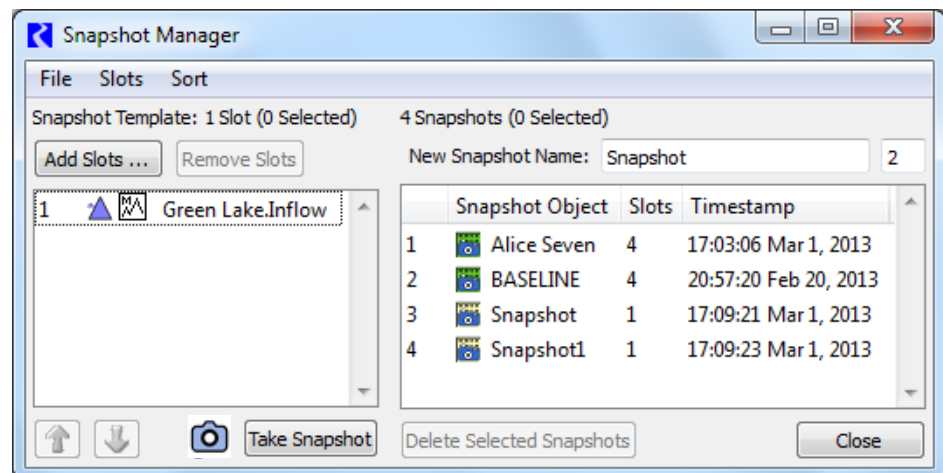 Snapshot Manager
File Slots Sort
Snapshot Template: 1 Slot (0 Selected)
4 Snapshots (0 Selected)
Add Slots ... Remove Slots
New Snapshot Name: Snapshot 2
1 Green Lake.Inflow
Snapshot Object Slots Timestamp
1 Alice Seven 4 17:03:06 Mar 1, 2013
2 BASELINE 4 20:57:20 Feb 20, 2013
3 Snapshot 1 17:09:21 Mar 1, 2013
4 Snapshot1 1 17:09:23 Mar 1, 2013
Take Snapshot
Delete Selected Snapshots
Close